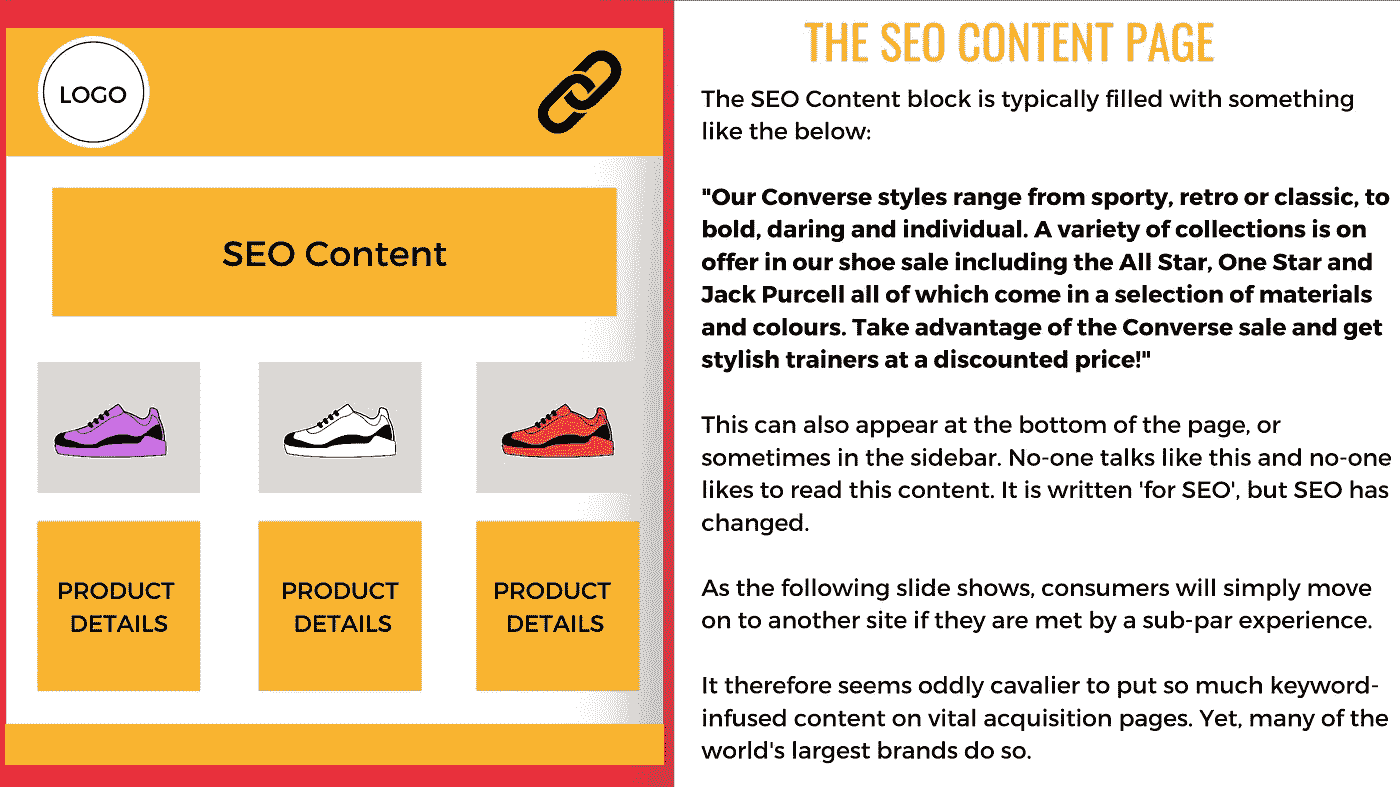 LOGO
SEO Content
PRODUCT
DETAILS
PRODUCT
DETAILS
PRODUCT
DETAILS
THE SEO CONTENT PAGE
The SEO Content block is typically filled with something
like the below:
"Our Converse styles range from sporty, retro or classic, to
bold, daring and individual. A variety of collections is on
offer in our shoe sale including the All Star, One Star and
Jack Purcell all of which come in a selection of materials
and colours. Take advantage of the Converse sale and get
stylish trainers at a discounted price!"
This can also appear at the bottom of the page, or
sometimes in the sidebar. No-one talks like this and no-one
likes to read this content. It is written 'for SEO', but SEO has
changed.
As the following slide shows, consumers will simply move
on to another site if they are met by a sub-par experience.
It therefore seems oddly cavalier to put so much keyword-
infused content on vital acquisition pages. Yet, many of the
world's largest brands do so.